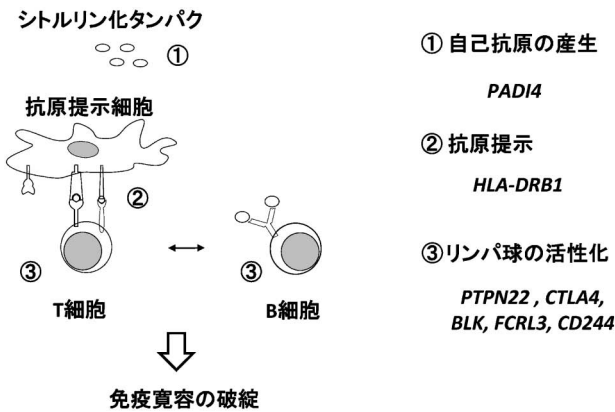 シトルリン化タンパク
①
抗原提示細胞
②
③
③
T細胞
B細胞
免疫寛容の破綻
① 自己抗原の産生
PADI4
② 抗原提示
HLA-DRB1
③リンパ球の活性化
PTPN22 , CTLA4,
BLK, FCRL3, CD244